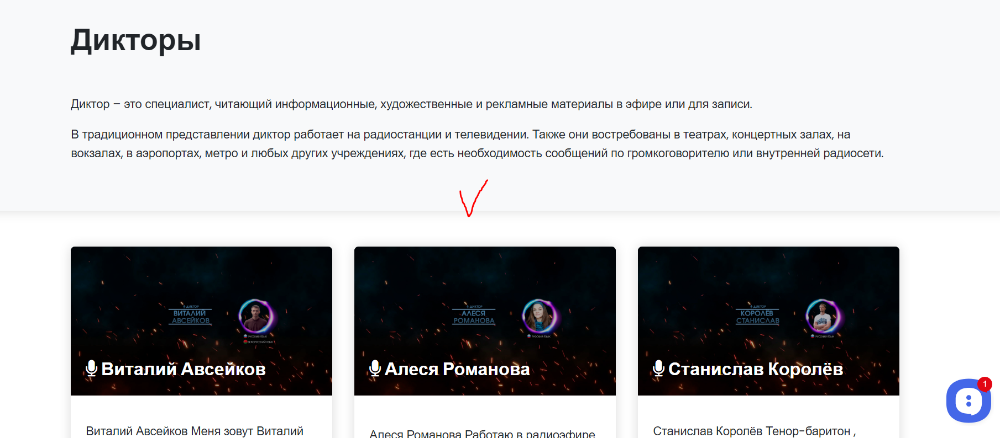 Дикторы
Диктор – это специалист, читающий информационные, художественные и рекламные материалы в эфире или для записи.
В традиционном представлении диктор работает на радиостанции и телевидении. Также они востребованы в театрах, концертных залах, на
вокзалах, в аэропортах, метро и любых других учреждениях, где есть необходимость сообщений по громкоговорителю или внутренней радиосети.
ДИКТОР
ВИТАЛИЙ
АВСЕЙКОВ
РУССКИЙ ЯЗЫК
БЕЛОРУССКИЙ ЯЗЫК
Виталий Авсейков
ДИКТОР
АЛЕСЯ
РОМАНОВА
РУССКИЙ ЯЗЫК
Алеся Романова
ДИКТОР
КОРОЛЁВ
СТАНИСЛАВ
РУССКИЙ ЯЗЫК
Станислав Королёв
1
Виталий Авсейков Меня зовут Виталий
Алеся Романова Работаю в радиоэфире
Станислав Королёв Тенор-баритон ,